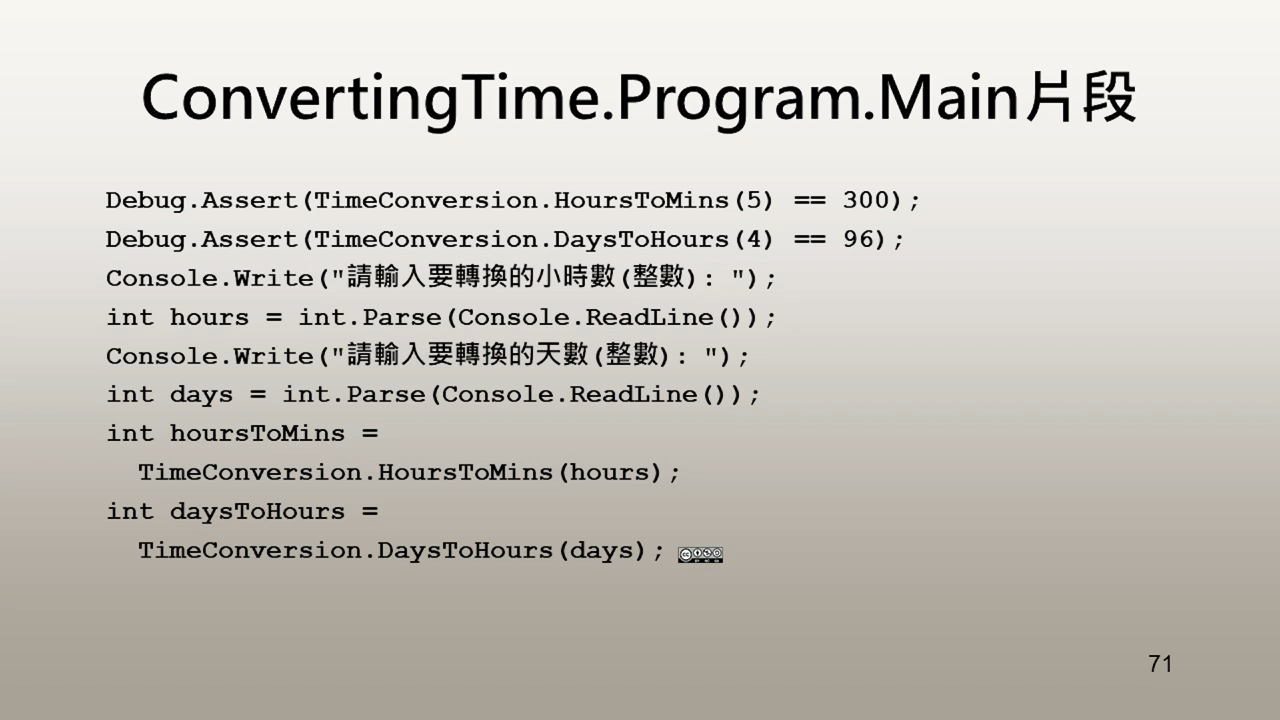 ConvertingTime.Program.Main片段
Debug.Assert(TimeConversion.HoursToMins(5) == 300);
Debug.Assert(TimeConversion.DaysToHours(4) == 96);
Console.Write("請輸入要轉換的小時數(整數): ");
int hours = int.Parse(Console.ReadLine());
Console.Write("請輸入要轉換的天數(整數): ");
int days = int.Parse(Console.ReadLine());
int hoursToMins =
TimeConversion.HoursToMins(hours);
int daysToHours =
TimeConversion.DaysToHours(days);
71